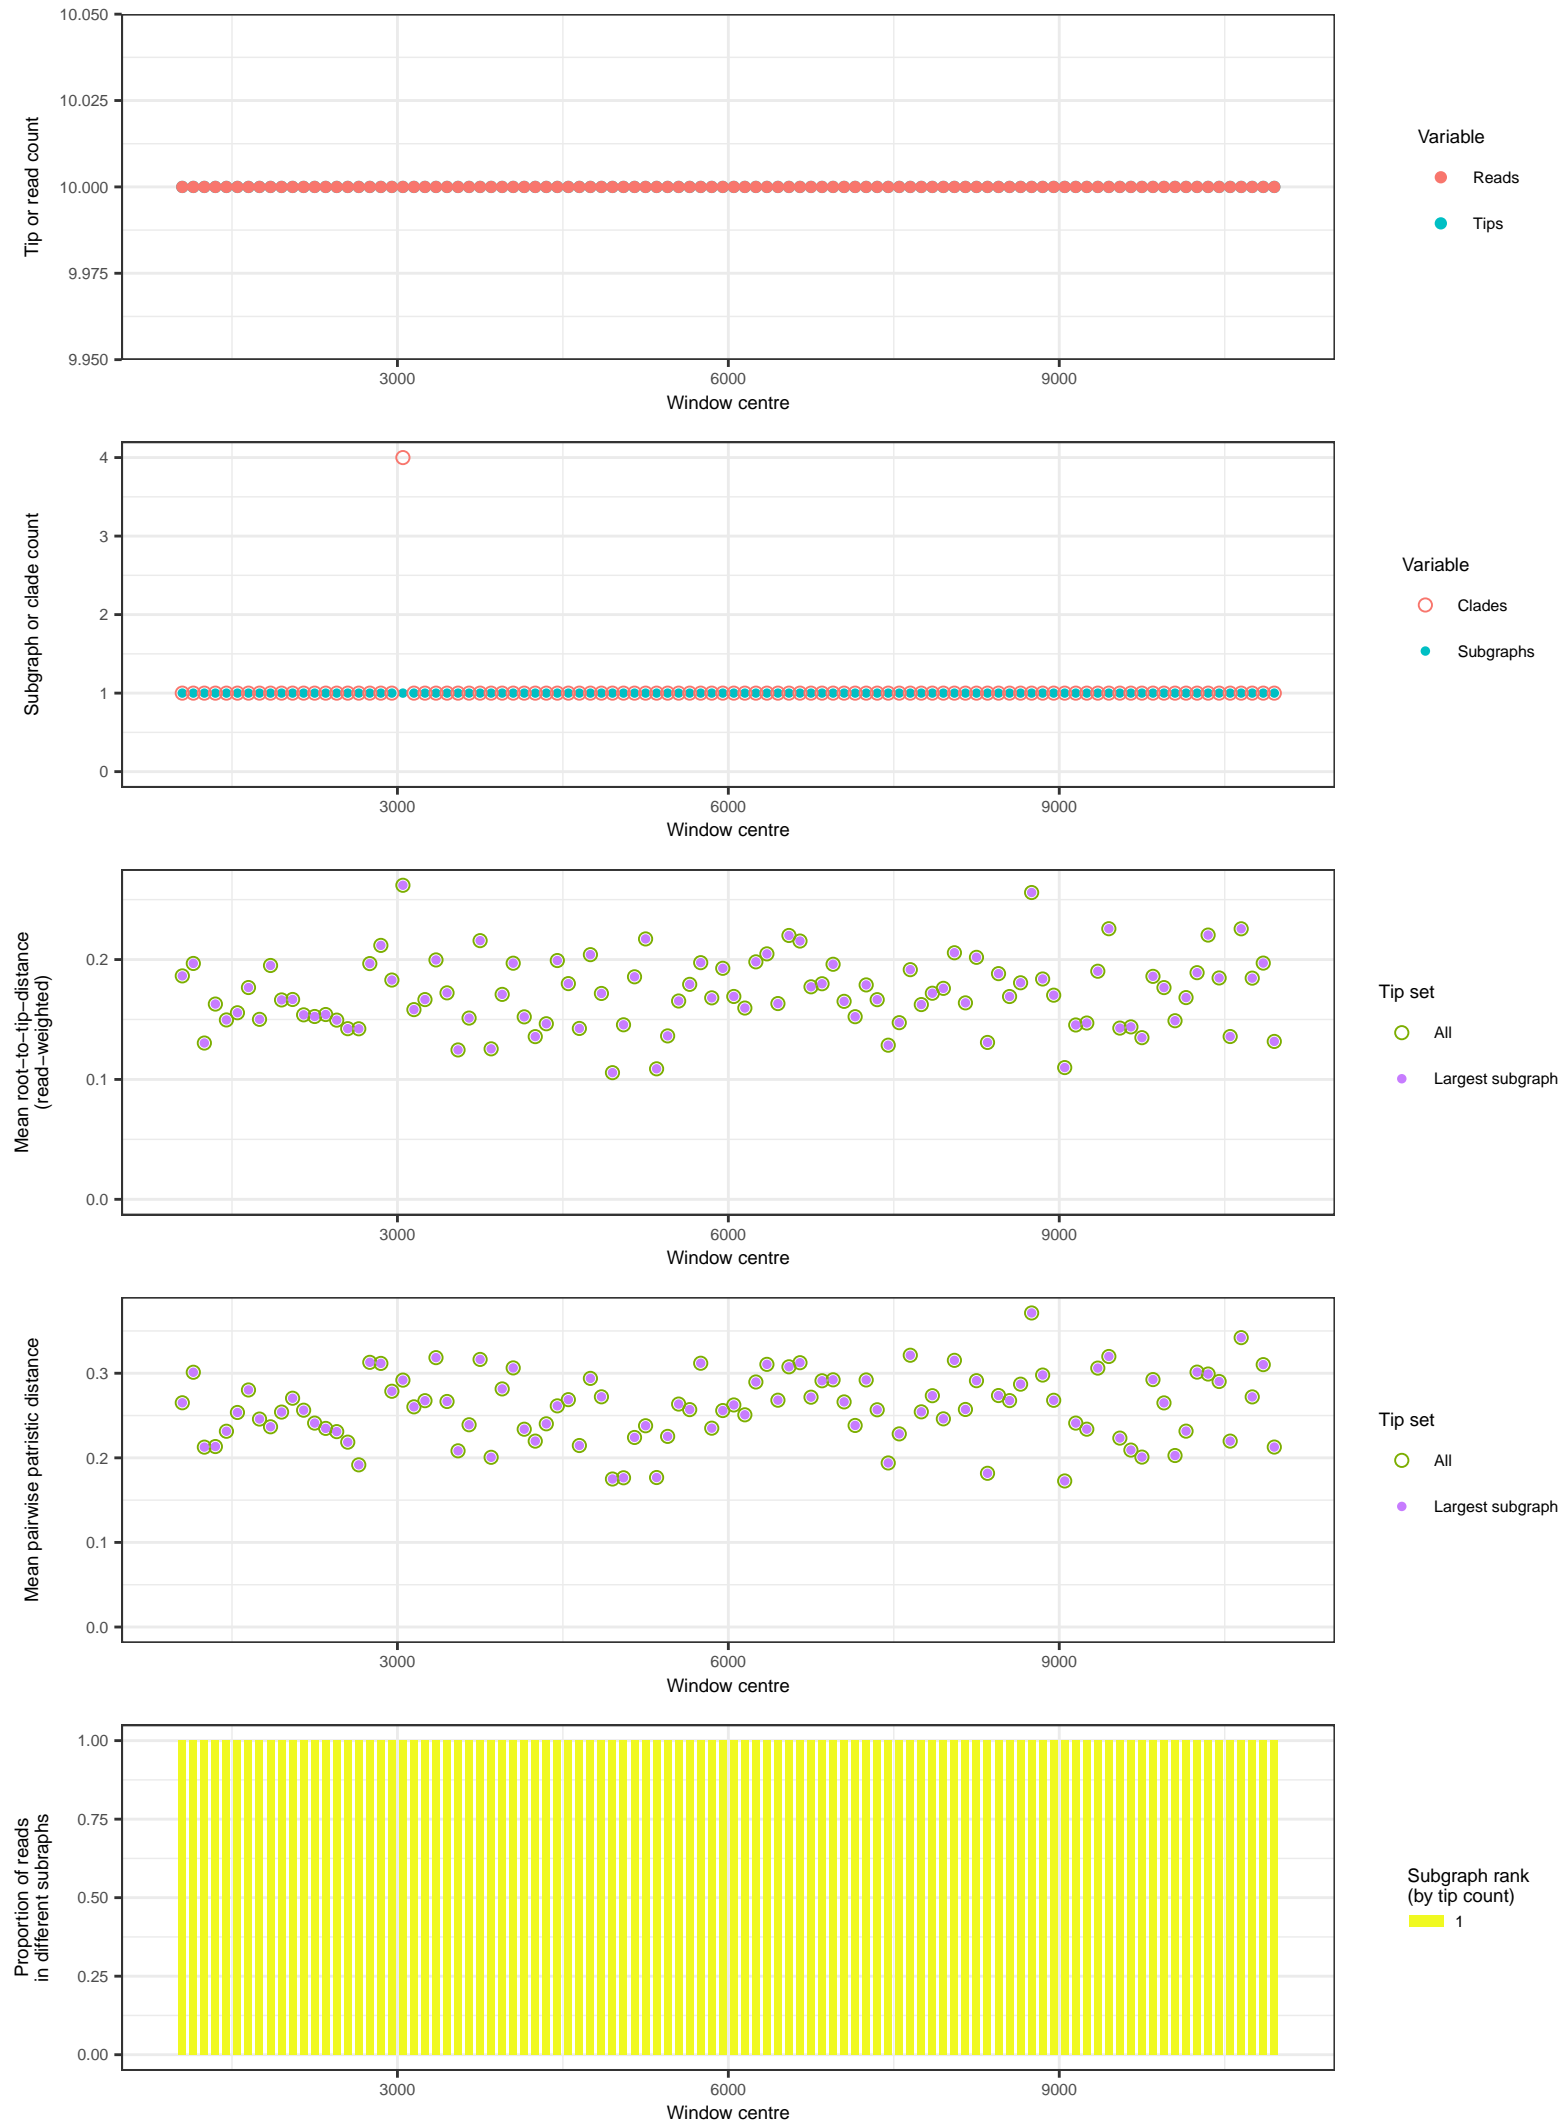 10.050
10.025
10.000
9.975
9.950
Tip or read count
3000
6000
9000
Window centre
Variable
Reads
Tips
4
3
2
1
0
Subgraph or clade count
3000
6000
9000
Window centre
Variable
Clades
Subgraphs
0.2
0.1
0.0
Mean root−to−tip−distance
(read−weighted)
3000
6000
9000
Window centre
Tip set
All
Largest subgraph
0.3
0.2
0.1
0.0
Mean pairwise patristic distance
3000
6000
9000
Window centre
Tip set
All
Largest subgraph
1.00
0.75
0.50
0.25
0.00
Proportion of reads
in different subraphs
3000
6000
9000
Window centre
Subgraph rank
(by tip count)
1